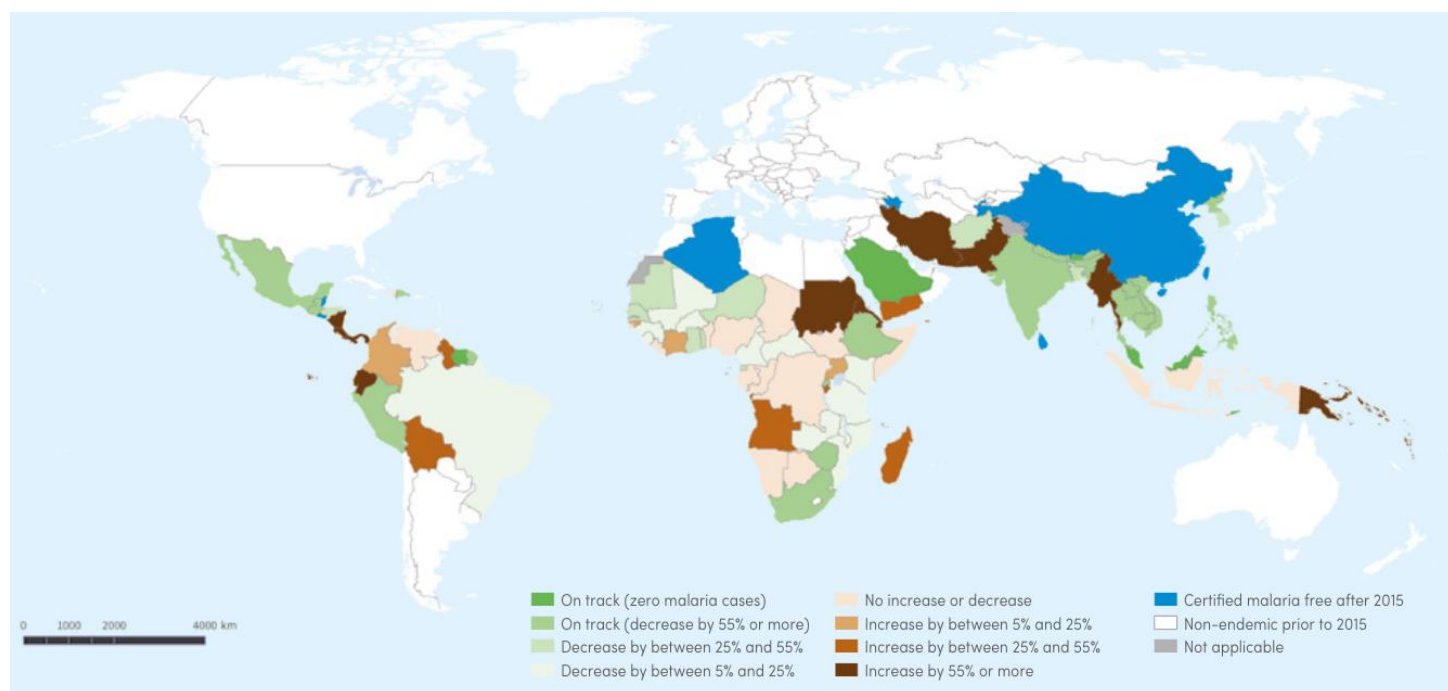 0 1000 2000 4000 km
On track (zero malaria cases)
On track (decrease by 55% or more)
Decrease by between 25% and 55%
Decrease by between 5% and 25%
No increase or decrease
Increase by between 5% and 25%
Increase by between 25% and 55%
Increase by 55% or more
Certified malaria free after 2015
Non-endemic prior to 2015
Not applicable